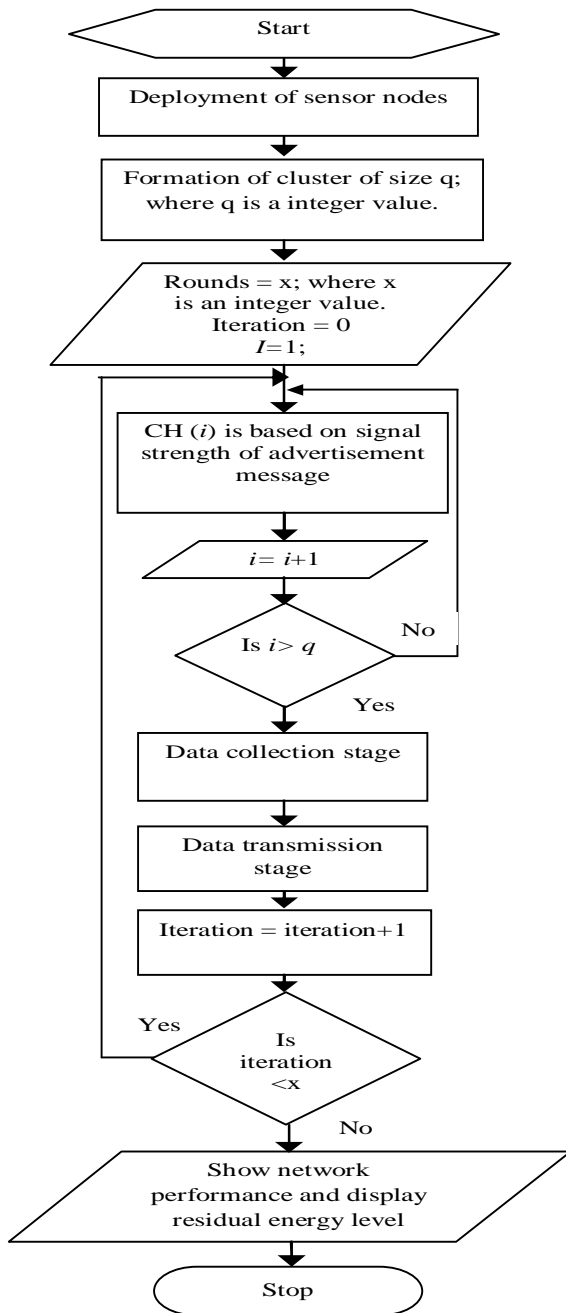 Start
Deployment of sensor nodes
Formation of cluster of size q;
where q is a integer value.
Rounds = x; where x
is an integer value.
Iteration = 0
I=1;
CH (i) is based on signal
strength of advertisement
message
i= i+1
Is i> q
No
Yes
Data collection stage
Data transmission
stage
Iteration = iteration+1
Yes
Is
iteration
<x
No
Show network
performance and display
residual energy level
Stop